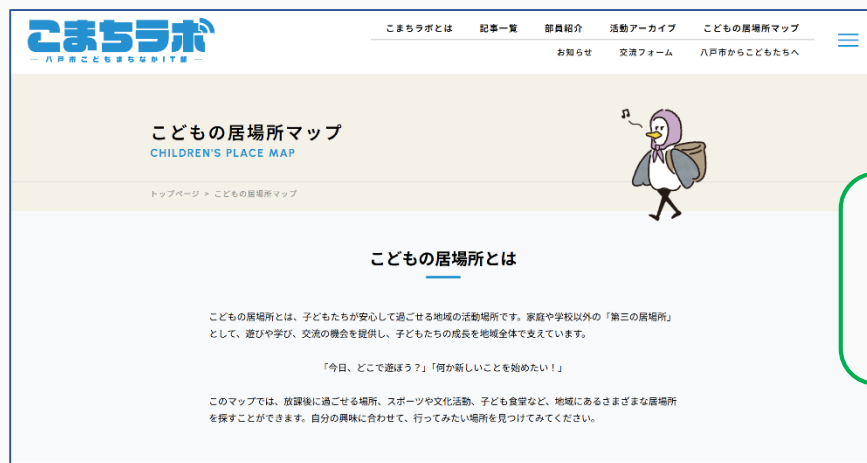 こまちラボ
八戸市こどもまちなかIT部
こまちラボとは 記事一覧 部員紹介 活動アーカイブ こどもの居場所マップ
お知らせ 交流フォーム 八戸市からこどもたちへ
こどもの居場所マップ
CHILDREN'S PLACE MAP
トップページ > こどもの居場所マップ
こどもの居場所とは
こどもの居場所とは、子どもたちが安心して過ごせる地域の活動場所です。家庭や学校以外の「第三の居場所」
として、遊びや学び、交流の機会を提供し、子どもたちの成長を地域全体で支えています。
「今日、どこで遊ぼう？」「何か新しいことを始めたい！」
このマップでは、放課後に過ごせる場所、スポーツや文化活動、子ども食堂など、地域にあるさまざまな居場所
を探すことができます。自分の興味に合わせて、行ってみたい場所を見つけてみてください。